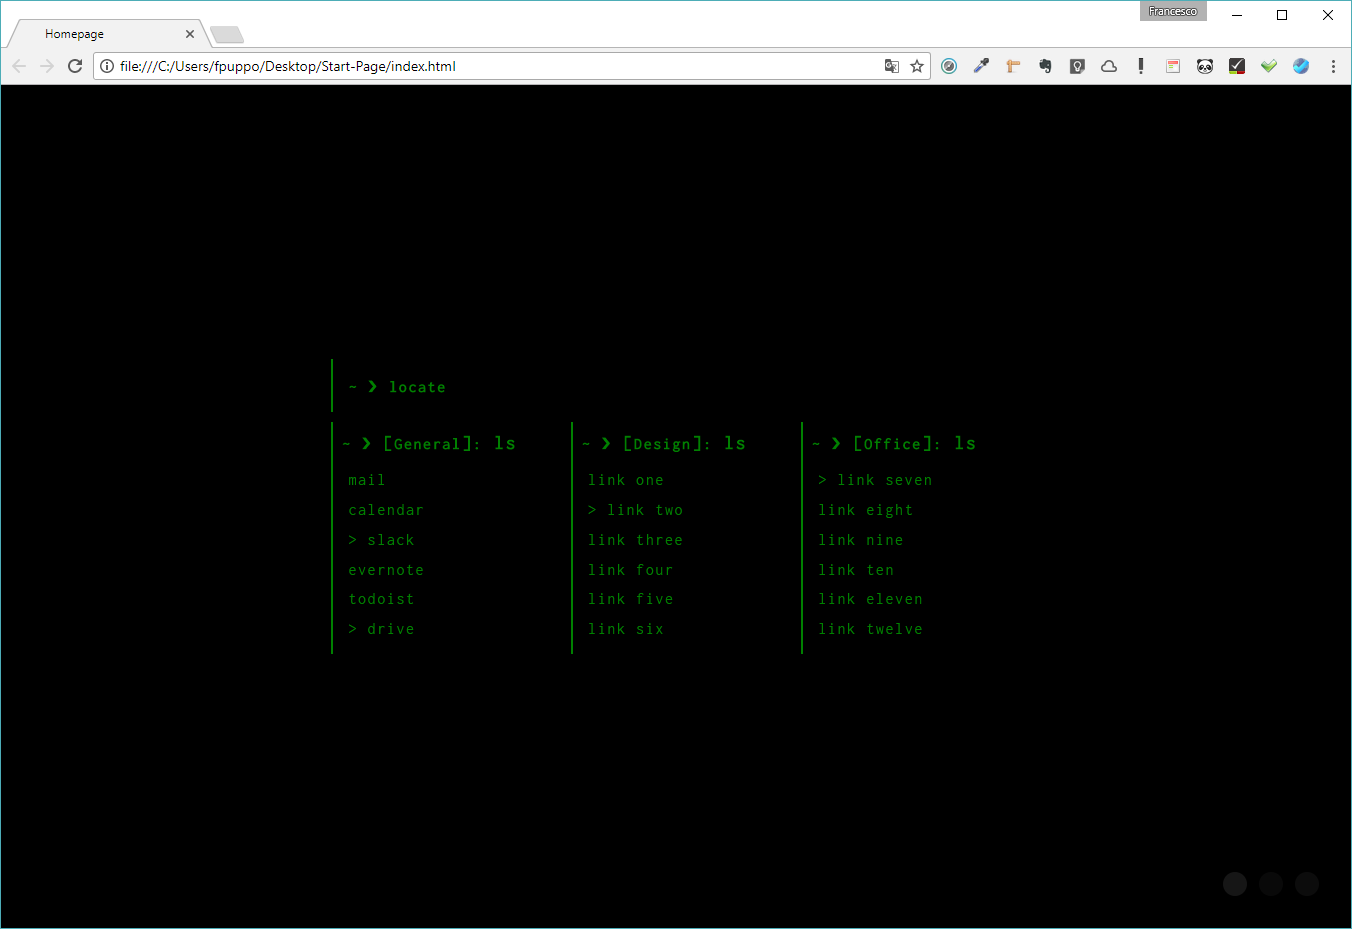 Francesco
Homepage
file:///C:/Users/fpuppo/Desktop/Start-Page/index.html
~ ❯ locate
~ ❯ [General]: ls
mail
calendar
> slack
evernote
todoist
> drive
~ ❯ [Design]: ls
link one
> link two
link three
link four
link five
link six
~ ❯ [Office]: ls
> link seven
link eight
link nine
link ten
link eleven
link twelve